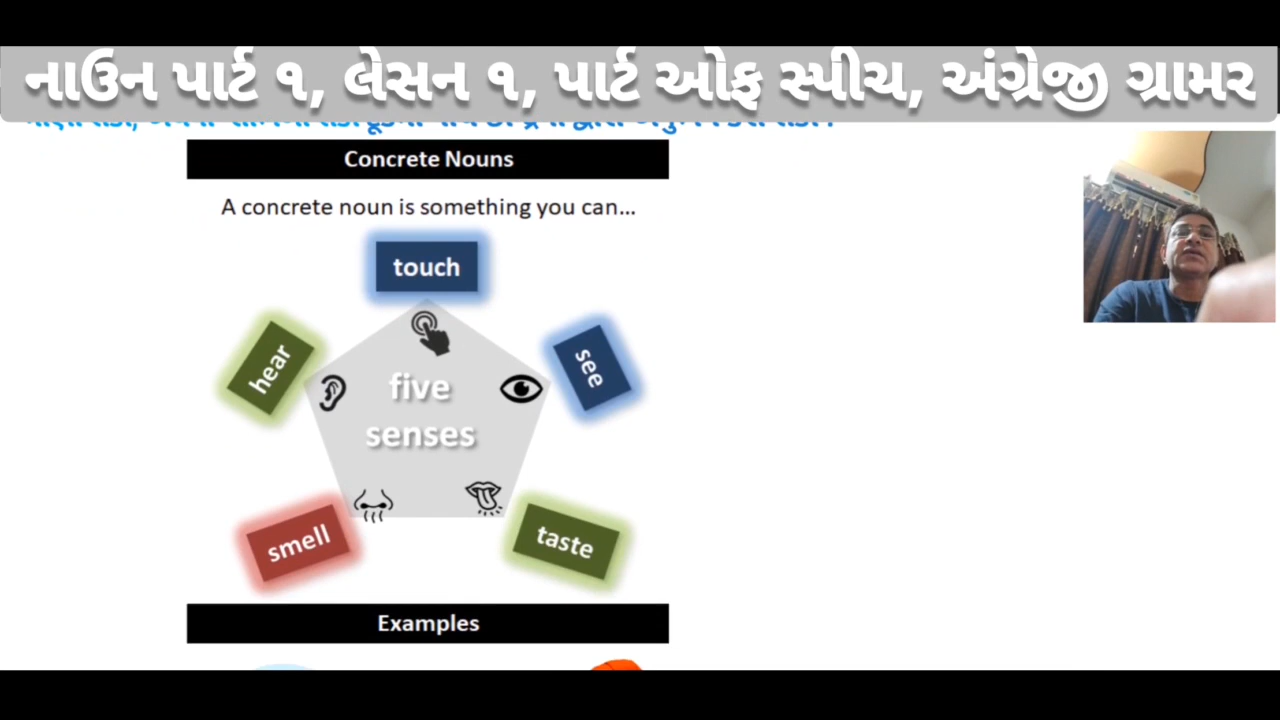 નાઉન પાર્ટ ૧, લેસન ૧, પાર્ટ ઓફ સ્પીચ, અંગ્રેજી ગ્રામર
Concrete Nouns
A concrete noun is something you can...
touch
hear
see
five
senses
smell
taste
Examples